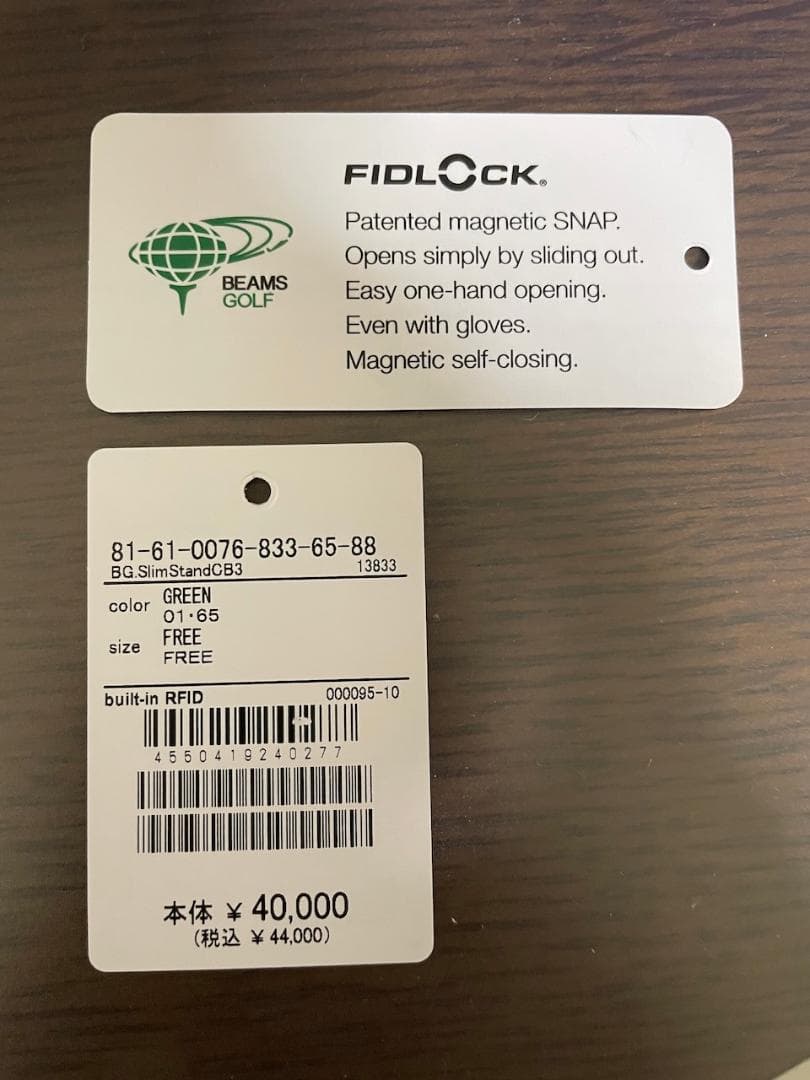 FIDLOCK®
Patented magnetic SNAP.
Opens simply by sliding out.
Easy one-hand opening.
Even with gloves.
Magnetic self-closing.
BEAMS
GOLF
81-61-0076-833-65-88
BG.SlimStandCB3 13833
color GREEN
01・65
size FREE
FREE
built-in RFID 000095-10
4550419240277
本体 ¥ 40,000
(税込 ¥ 44,000)